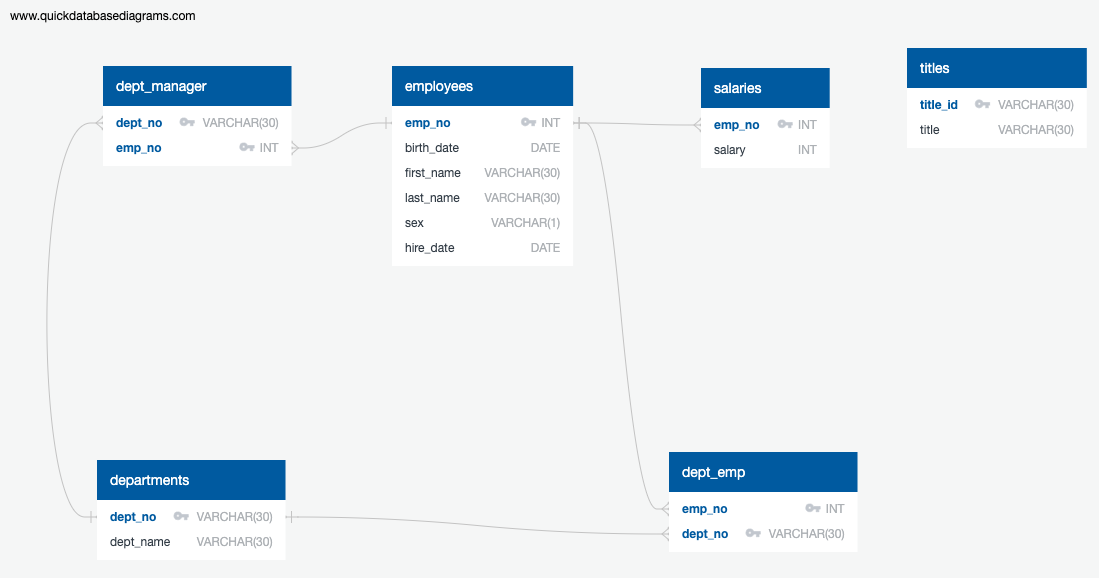 www.quickdatabasediagrams.com
dept_manager
dept_no VARCHAR(30)
emp_no INT
employees
emp_no INT
birth_date DATE
first_name VARCHAR(30)
last_name VARCHAR(30)
sex VARCHAR(1)
hire_date DATE
salaries
emp_no INT
salary INT
titles
title_id VARCHAR(30)
title VARCHAR(30)
departments
dept_no VARCHAR(30)
dept_name VARCHAR(30)
dept_emp
emp_no INT
dept_no VARCHAR(30)